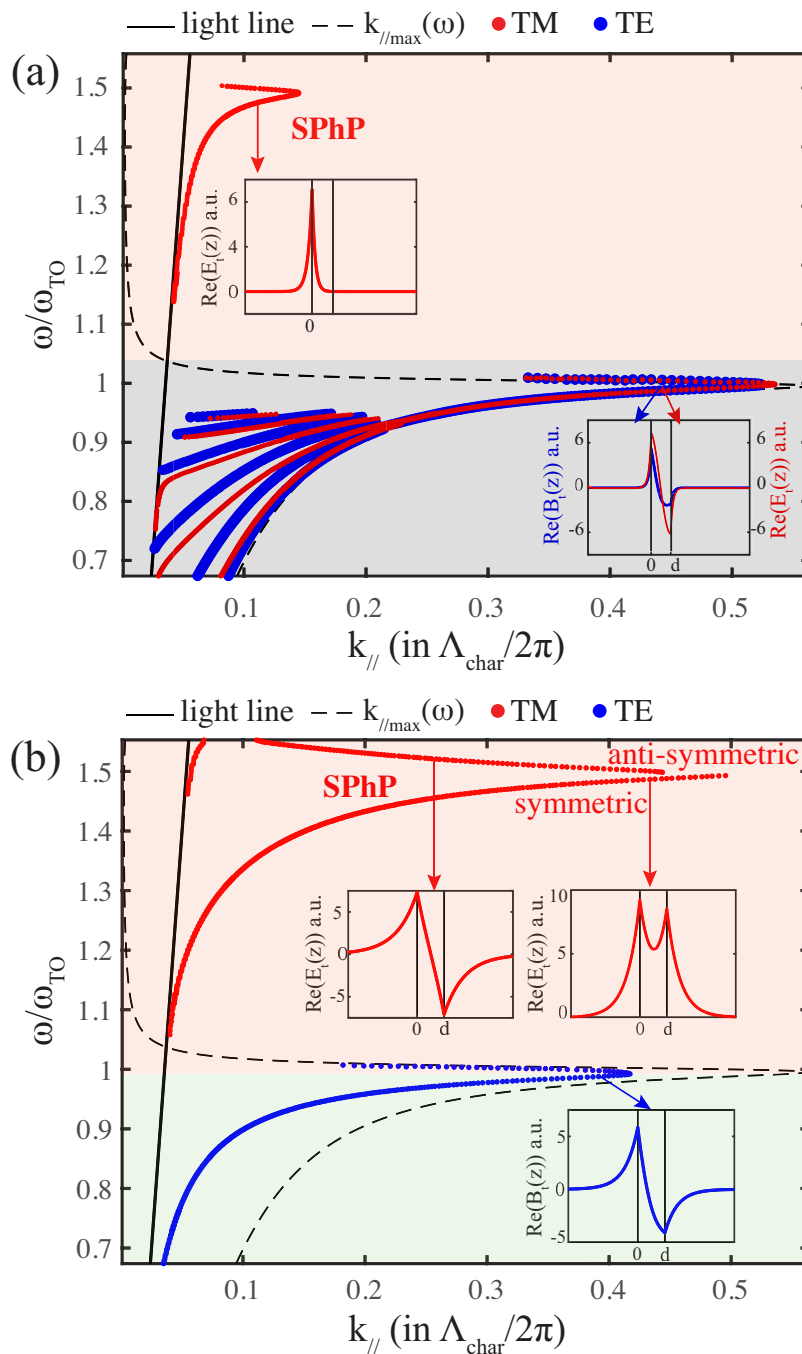 light line k//max(ω) TM TE
(a)
1.5
1.4
1.3
1.2
1.1
1
0.9
0.8
0.7
ω/ωTO
SPhP
Re(Et(z)) a.u.
6
4
0
0
Re(Bt(z)) a.u.
6
0
-6
6
0
-6
Re(Et(z)) a.u.
0 d
0.1 0.2 0.3 0.4 0.5
k// (in Λchar/2π)
light line k//max(ω) TM TE
(b)
1.5
1.4
1.3
1.2
1.1
1
0.9
0.8
0.7
ω/ωTO
anti-symmetric
SPhP
symmetric
Re(Et(z)) a.u.
5
0
-5
0 d
Re(Et(z)) a.u.
10
5
0
0 d
Re(Bt(z)) a.u.
5
0
-5
0 d
0.1 0.2 0.3 0.4 0.5
k// (in Λchar/2π)